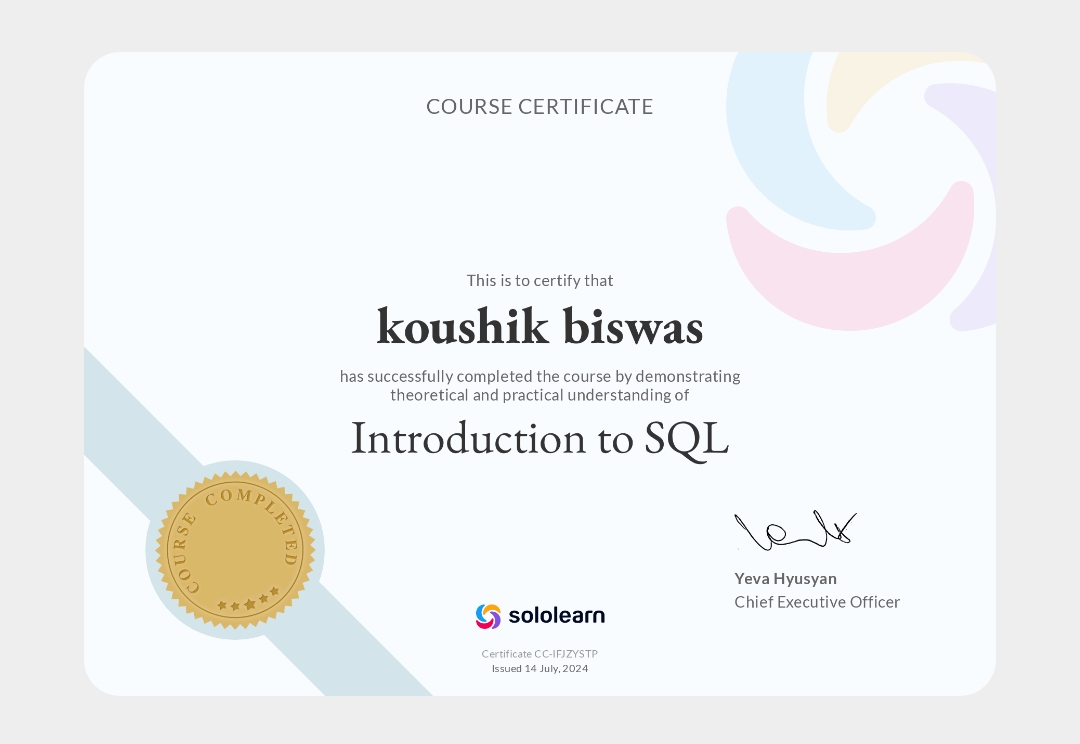 COURSE CERTIFICATE
This is to certify that
koushik biswas
has successfully completed the course by demonstrating
theoretical and practical understanding of
Introduction to SQL
COURSE COMPLETED
Yeva Hyusyan
Chief Executive Officer
sololearn
Certificate CC-IFJZYSTP
Issued 14 July, 2024